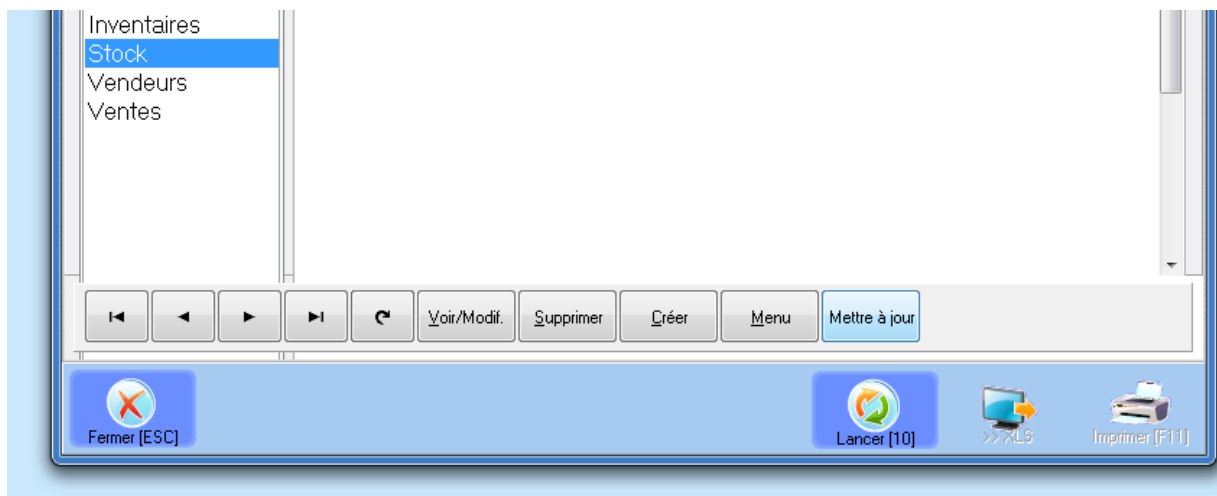 Inventaires
Stock
Vendeurs
Ventes
Voir/Modif. Supprimer Créer Menu Mettre à jour
Fermer [ESC] Lancer [10] >> XLS Imprimer [F11]